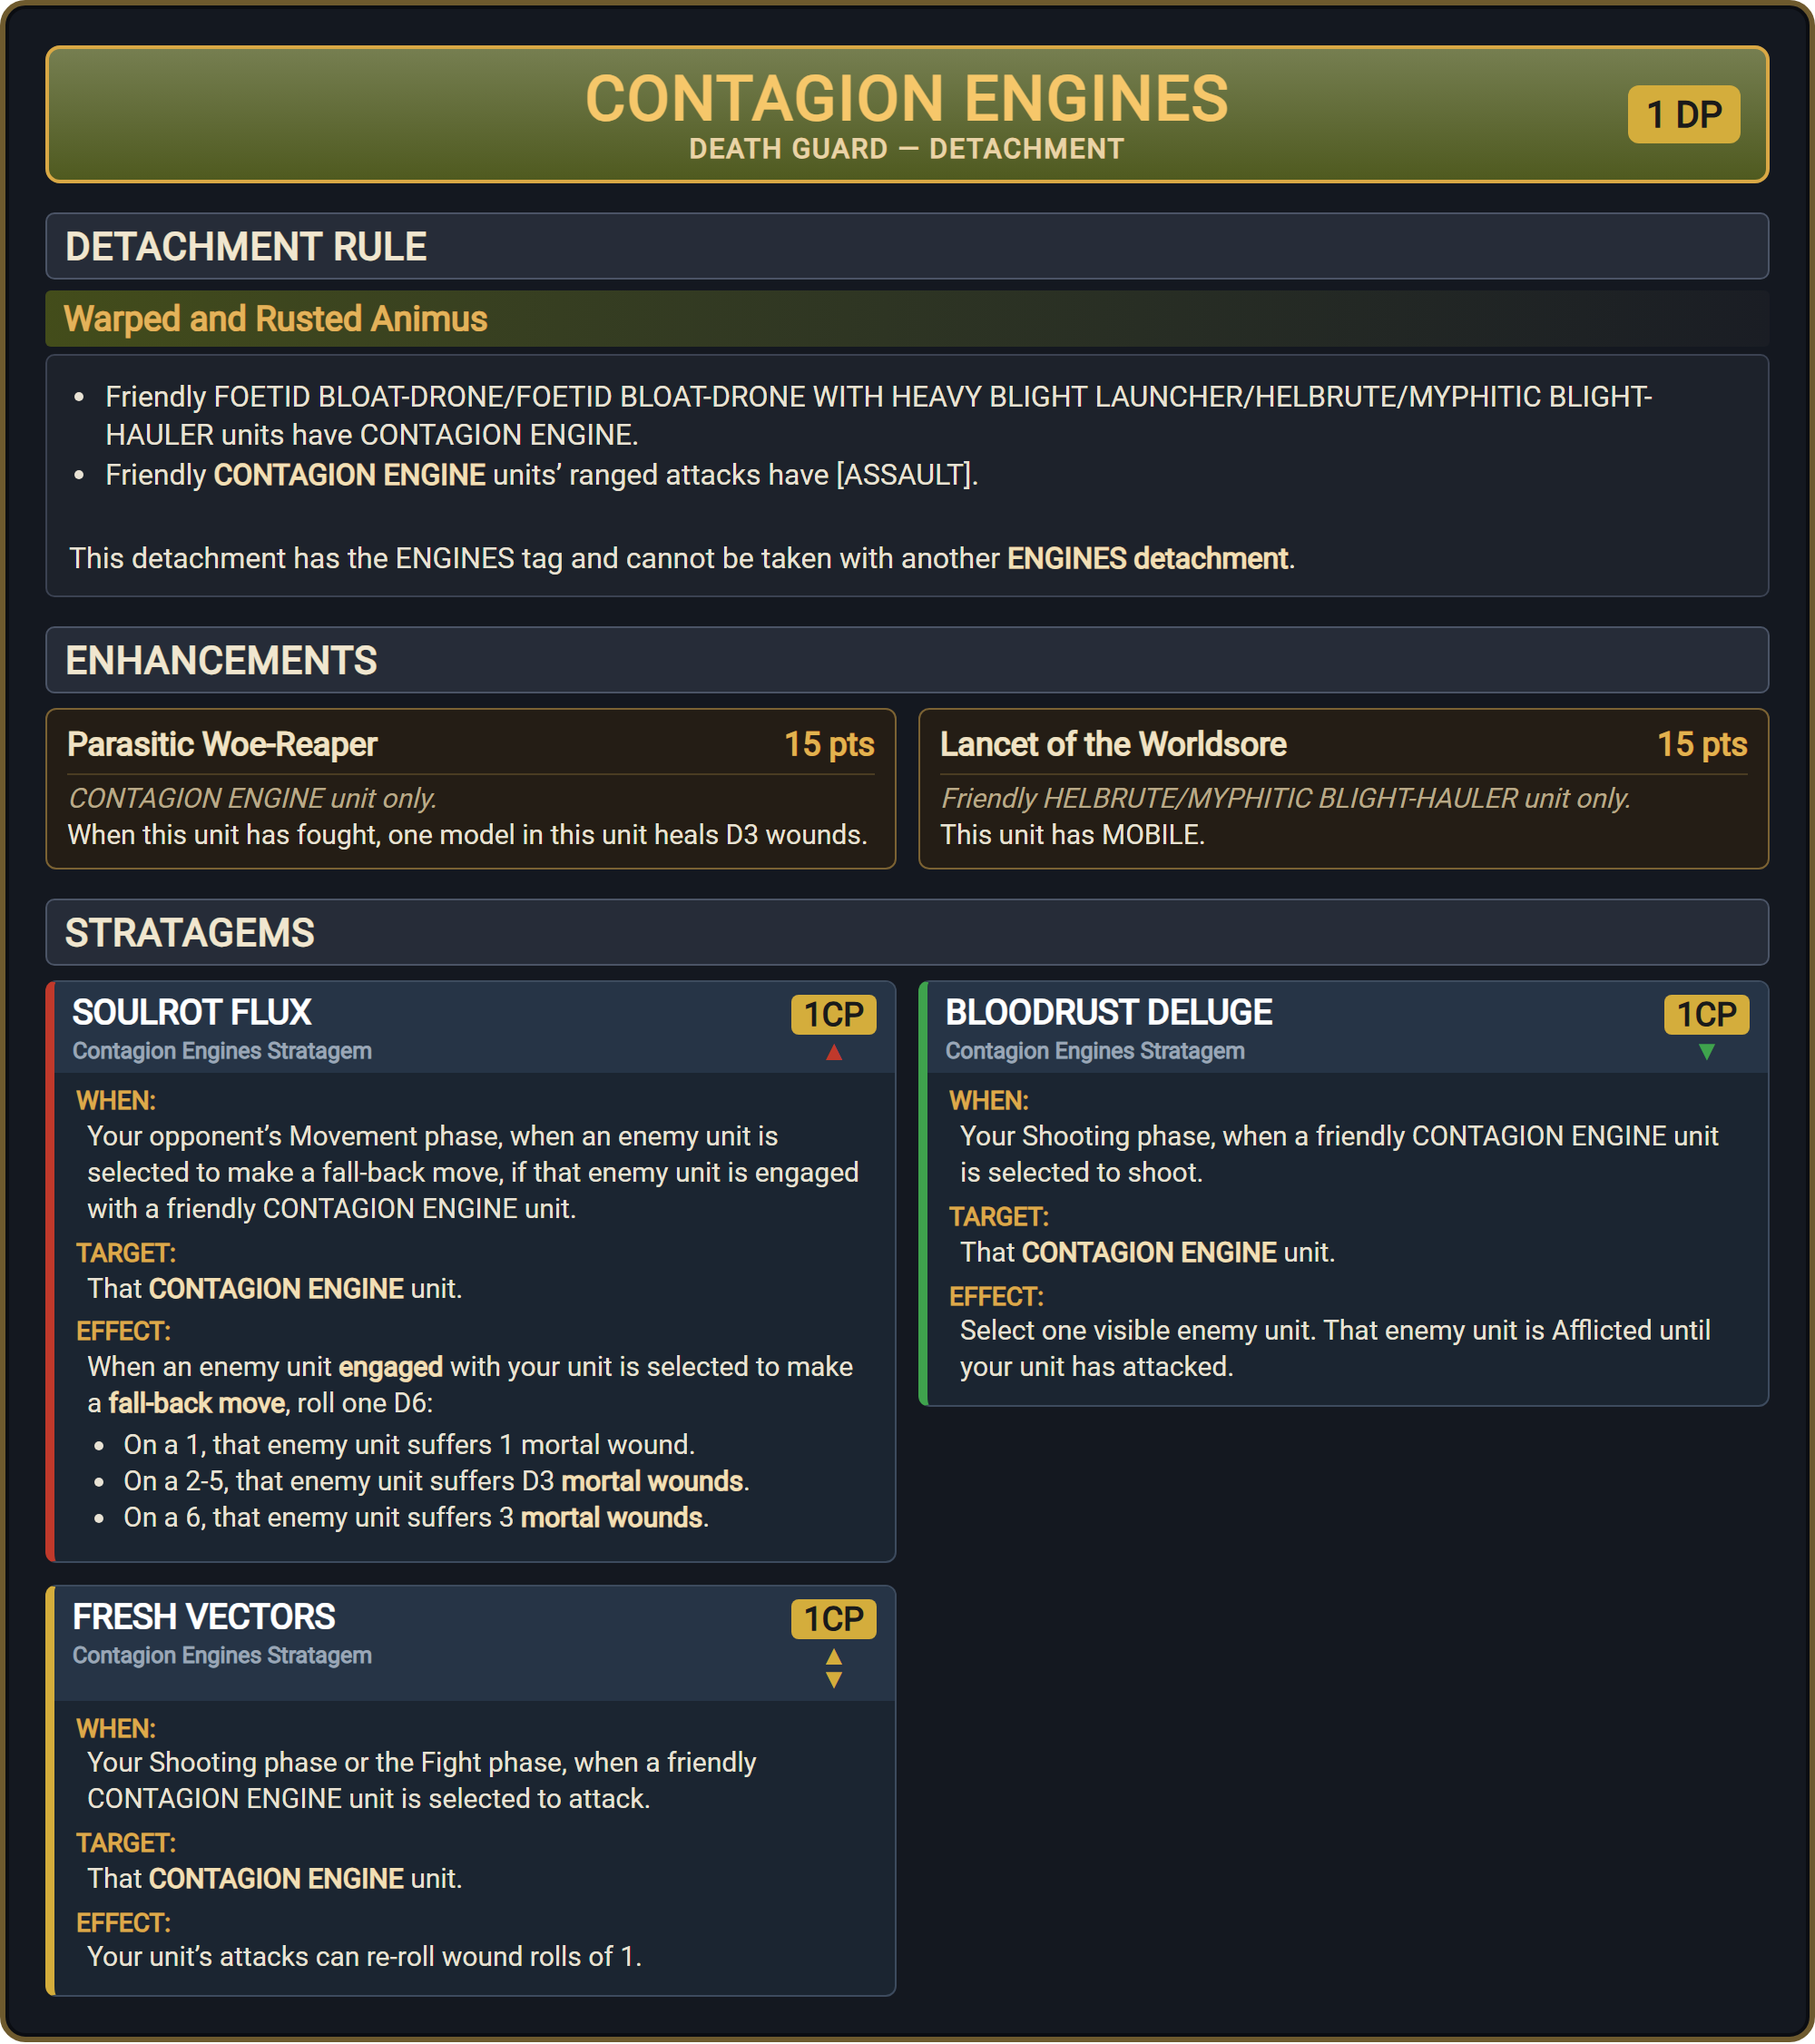 CONTAGION ENGINES
DEATH GUARD — DETACHMENT
1 DP
DETACHMENT RULE
Warped and Rusted Animus
• Friendly FOETID BLOAT-DRONE/FOETID BLOAT-DRONE WITH HEAVY BLIGHT LAUNCHER/HELBRUTE/MYPHITIC BLIGHT-
HAULER units have CONTAGION ENGINE.
• Friendly CONTAGION ENGINE units’ ranged attacks have [ASSAULT].
This detachment has the ENGINES tag and cannot be taken with another ENGINES detachment.
ENHANCEMENTS
Parasitic Woe-Reaper 15 pts
CONTAGION ENGINE unit only.
When this unit has fought, one model in this unit heals D3 wounds.
Lancet of the Worldsore 15 pts
Friendly HELBRUTE/MYPHITIC BLIGHT-HAULER unit only.
This unit has MOBILE.
STRATAGEMS
SOULROT FLUX 1CP
Contagion Engines Stratagem ▲
WHEN:
Your opponent’s Movement phase, when an enemy unit is
selected to make a fall-back move, if that enemy unit is engaged
with a friendly CONTAGION ENGINE unit.
TARGET:
That CONTAGION ENGINE unit.
EFFECT:
When an enemy unit engaged with your unit is selected to make
a fall-back move, roll one D6:
• On a 1, that enemy unit suffers 1 mortal wound.
• On a 2-5, that enemy unit suffers D3 mortal wounds.
• On a 6, that enemy unit suffers 3 mortal wounds.
BLOODRUST DELUGE 1CP
Contagion Engines Stratagem ▼
WHEN:
Your Shooting phase, when a friendly CONTAGION ENGINE unit
is selected to shoot.
TARGET:
That CONTAGION ENGINE unit.
EFFECT:
Select one visible enemy unit. That enemy unit is Afflicted until
your unit has attacked.
FRESH VECTORS 1CP
Contagion Engines Stratagem ▲
▼
WHEN:
Your Shooting phase or the Fight phase, when a friendly
CONTAGION ENGINE unit is selected to attack.
TARGET:
That CONTAGION ENGINE unit.
EFFECT:
Your unit’s attacks can re-roll wound rolls of 1.